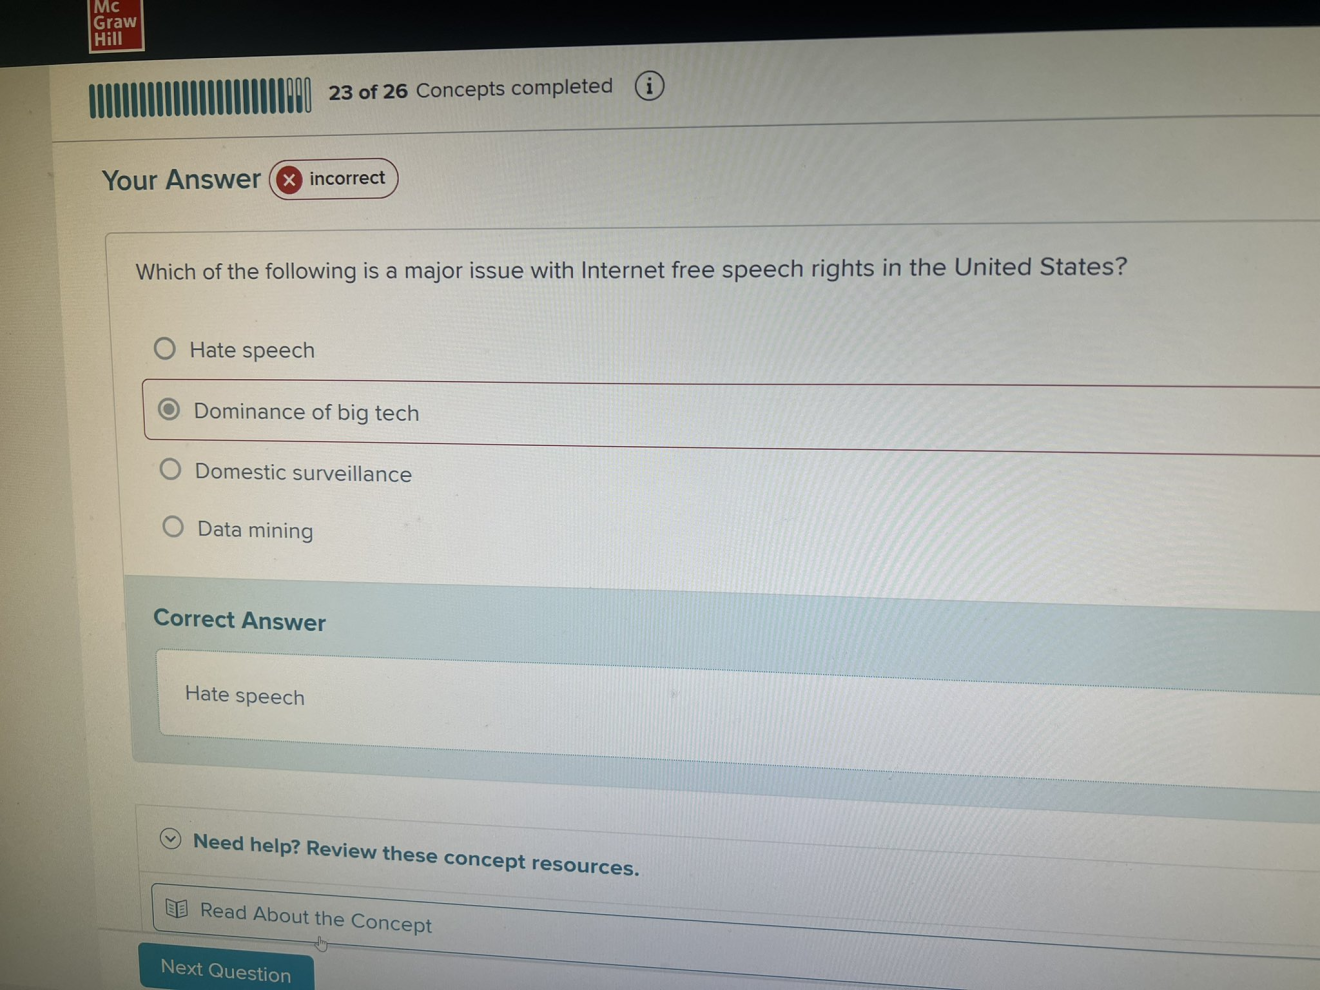 Mc
Graw
Hill
23 of 26 Concepts completed
Your Answer incorrect
Which of the following is a major issue with Internet free speech rights in the United States?
Hate speech
Dominance of big tech
Domestic surveillance
Data mining
Correct Answer
Hate speech
Need help? Review these concept resources.
Read About the Concept
Next Question